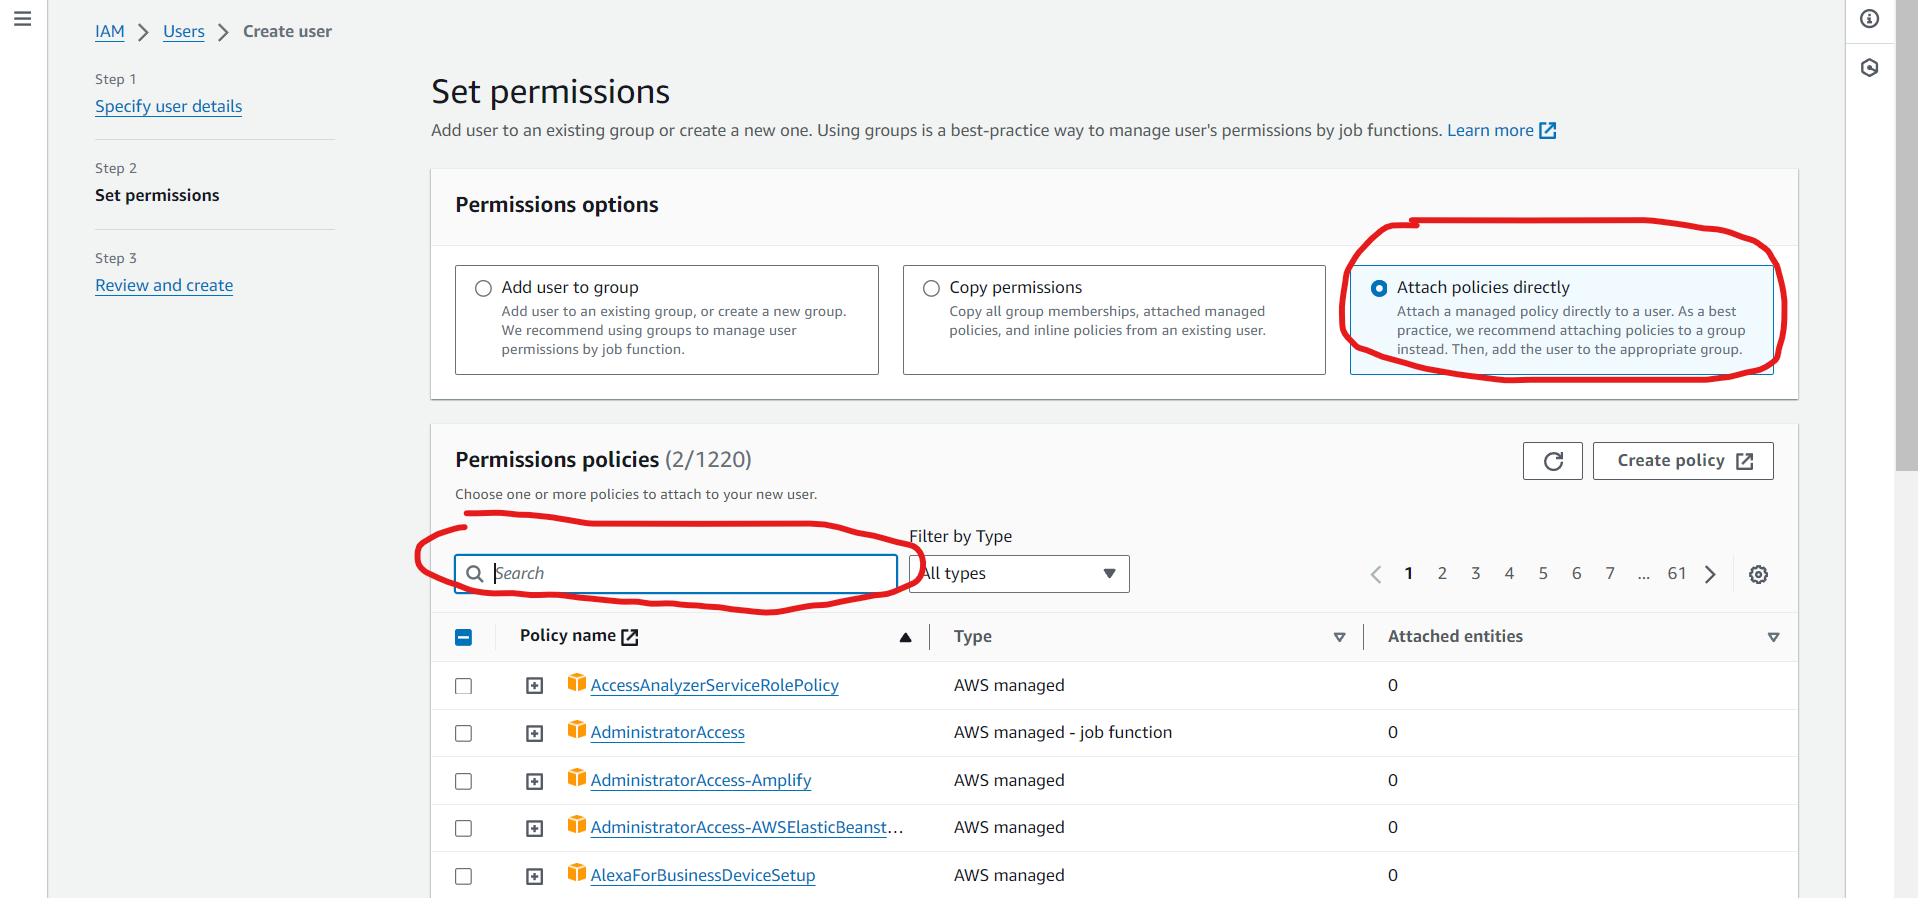 IAM > Users > Create user
Step 1
Specify user details
Step 2
Set permissions
Step 3
Review and create
Set permissions
Add user to an existing group or create a new one. Using groups is a best-practice way to manage user's permissions by job functions. Learn more
Permissions options
Add user to group
Add user to an existing group, or create a new group.
We recommend using groups to manage user
permissions by job function.
Copy permissions
Copy all group memberships, attached managed
policies, and inline policies from an existing user.
Attach policies directly
Attach a managed policy directly to a user. As a best
practice, we recommend attaching policies to a group
instead. Then, add the user to the appropriate group.
Permissions policies (2/1220)
Create policy
Choose one or more policies to attach to your new user.
Filter by Type
Search
All types
1 2 3 4 5 6 7 ... 61
Policy name Type Attached entities
AccessAnalyzerServiceRolePolicy AWS managed 0
AdministratorAccess AWS managed - job function 0
AdministratorAccess-Amplify AWS managed 0
AdministratorAccess-AWSElasticBeanst... AWS managed 0
AlexaForBusinessDeviceSetup AWS managed 0